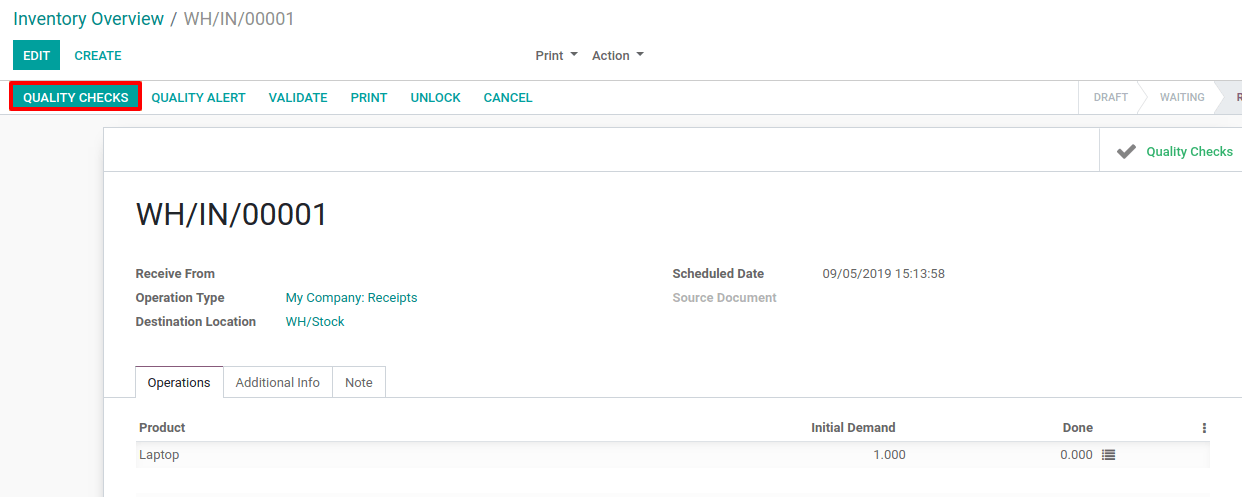 Inventory Overview / WH/IN/00001
EDIT CREATE Print Action
QUALITY CHECKS QUALITY ALERT VALIDATE PRINT UNLOCK CANCEL DRAFT WAITING
Quality Checks
WH/IN/00001
Receive From Scheduled Date 09/05/2019 15:13:58
Operation Type My Company: Receipts Source Document
Destination Location WH/Stock
Operations Additional Info Note
Product Initial Demand Done
Laptop 1.000 0.000